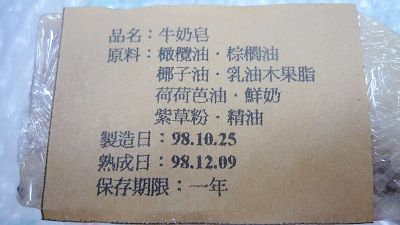 品名：牛奶皂
原料：橄欖油．棕櫚油
椰子油．乳油木果脂
荷荷芭油．鮮奶
紫草粉．精油
製造日：98.10.25
熟成日：98.12.09
保存期限：一年